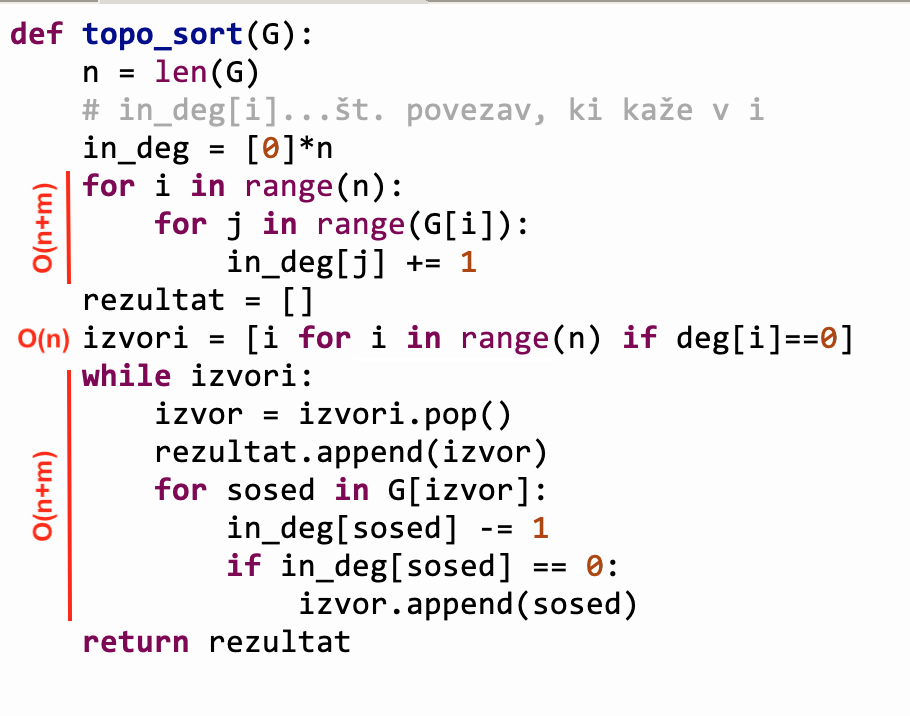 def topo_sort(G):
    n = len(G)
    # in_deg[i]...št. povezav, ki kaže v i
    in_deg = [0]*n
    for i in range(n):
        for j in range(G[i]):
            in_deg[j] += 1
O(n+m)
    rezultat = []
O(n) izvori = [i for i in range(n) if deg[i]==0]
    while izvori:
        izvor = izvori.pop()
        rezultat.append(izvor)
        for sosed in G[izvor]:
            in_deg[sosed] -= 1
            if in_deg[sosed] == 0:
                izvor.append(sosed)
O(n+m)
    return rezultat